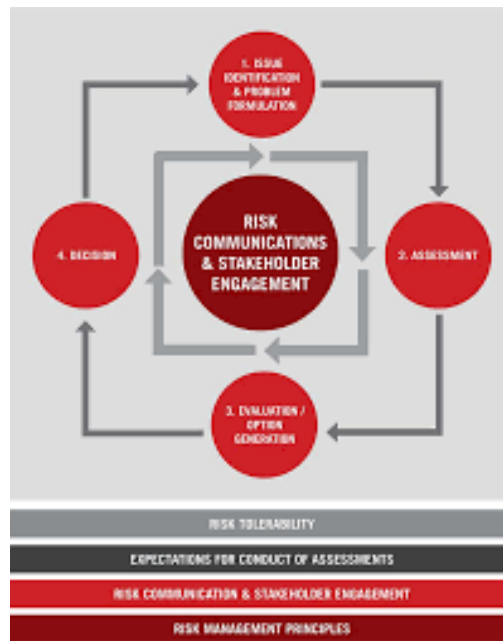 1. ISSUE
IDENTIFICATION
& PROBLEM
FORMULATION
RISK
COMMUNICATIONS
& STAKEHOLDER
ENGAGEMENT
4. DECISION
2. ASSESSMENT
3. EVALUATION /
OPTION
GENERATION
RISK TOLERABILITY
EXPECTATIONS FOR CONDUCT OF ASSESSMENTS
RISK COMMUNICATION & STAKEHOLDER ENGAGEMENT
RISK MANAGEMENT PRINCIPLES